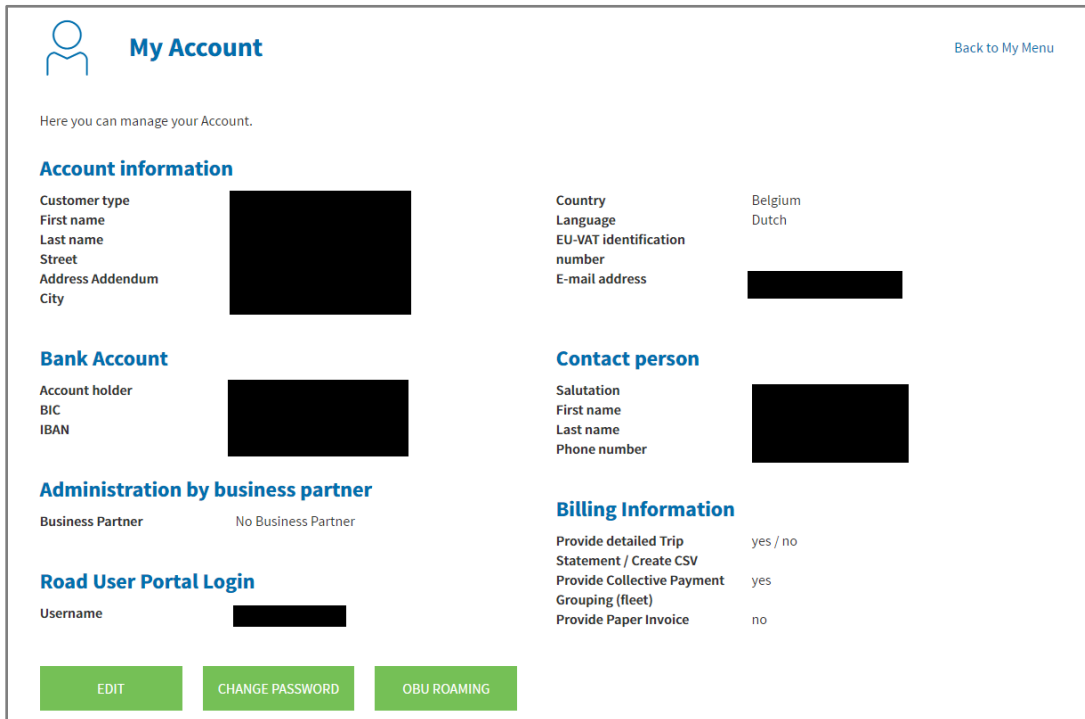 My Account
Back to My Menu
Here you can manage your Account.
Account information
Customer type
First name
Last name
Street
Address Addendum
City
Country Belgium
Language Dutch
EU-VAT identification
number
E-mail address
Bank Account
Account holder
BIC
IBAN
Contact person
Salutation
First name
Last name
Phone number
Administration by business partner
Business Partner No Business Partner
Road User Portal Login
Username
Billing Information
Provide detailed Trip yes / no
Statement / Create CSV
Provide Collective Payment yes
Grouping (fleet)
Provide Paper Invoice no
EDIT
CHANGE PASSWORD
OBU ROAMING